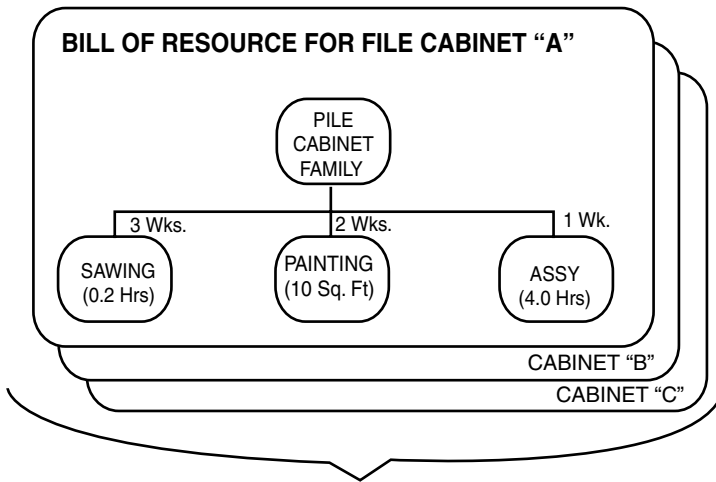 BILL OF RESOURCE FOR FILE CABINET “A”
PILE
CABINET
FAMILY
3 Wks.
2 Wks.
1 Wk.
SAWING
(0.2 Hrs)
PAINTING
(10 Sq. Ft)
ASSY
(4.0 Hrs)
CABINET “B”
CABINET “C”